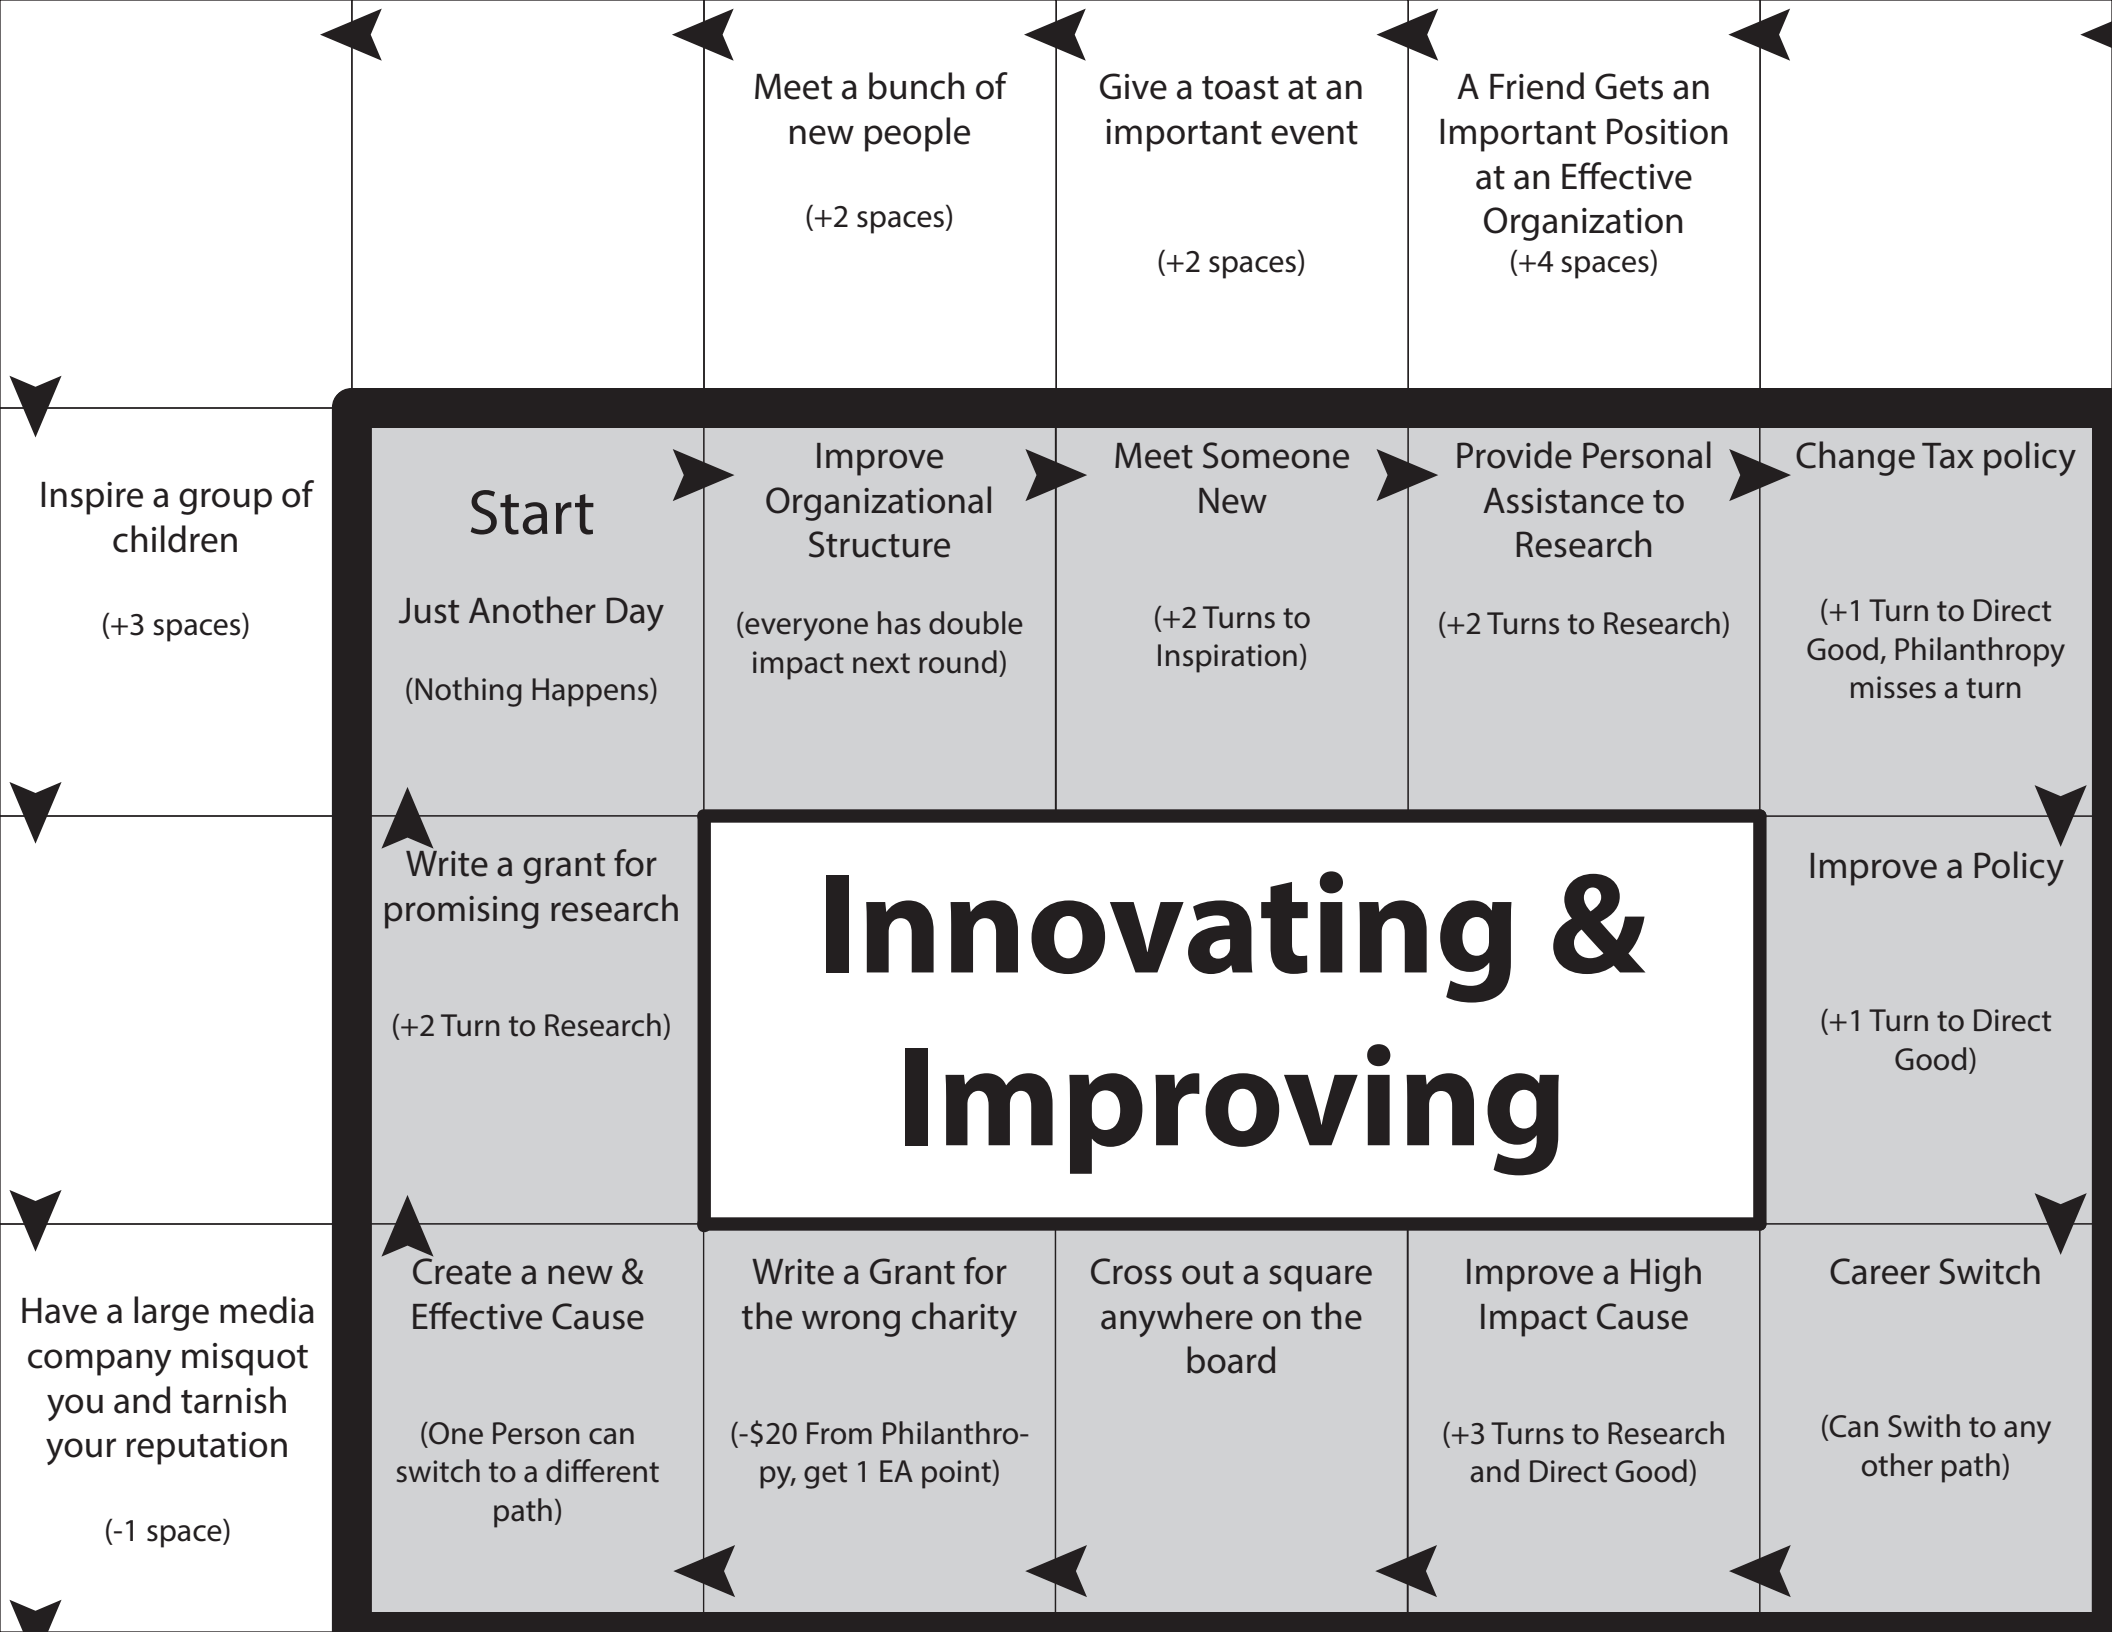 Meet a bunch of
new people
(+2 spaces)
Give a toast at an
important event
(+2 spaces)
A Friend Gets an
Important Position
at an Effective
Organization
(+4 spaces)
Inspire a group of
children
(+3 spaces)
Have a large media
company misquot
you and tarnish
your reputation
(-1 space)
Start
Just Another Day
(Nothing Happens)
Improve
Organizational
Structure
(everyone has double
impact next round)
Meet Someone
New
(+2 Turns to
Inspiration)
Provide Personal
Assistance to
Research
(+2 Turns to Research)
Change Tax policy
(+1 Turn to Direct
Good, Philanthropy
misses a turn
Write a grant for
promising research
(+2 Turn to Research)
Innovating &
Improving
Improve a Policy
(+1 Turn to Direct
Good)
Create a new &
Effective Cause
(One Person can
switch to a different
path)
Write a Grant for
the wrong charity
(-$20 From Philanthro-
py, get 1 EA point)
Cross out a square
anywhere on the
board
Improve a High
Impact Cause
(+3 Turns to Research
and Direct Good)
Career Switch
(Can Swith to any
other path)